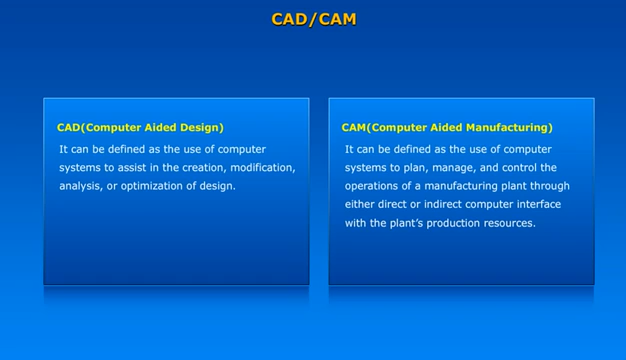 CAD/CAM
CAD(Computer Aided Design)
It can be defined as the use of computer
systems to assist in the creation, modification,
analysis, or optimization of design.
CAM(Computer Aided Manufacturing)
It can be defined as the use of computer
systems to plan, manage, and control the
operations of a manufacturing plant through
either direct or indirect computer interface
with the plant’s production resources.